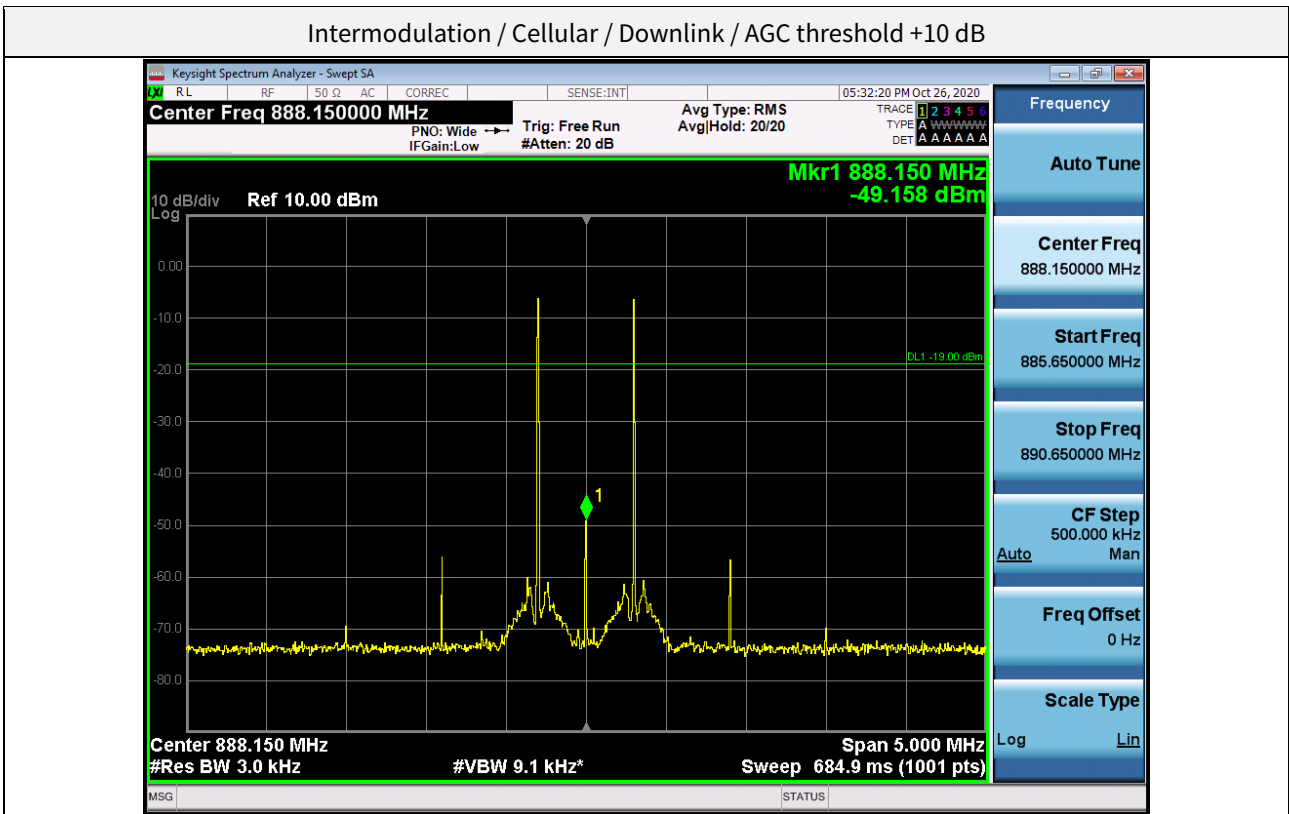 Intermodulation / Cellular / Downlink / AGC threshold +10 dB
Keysight Spectrum Analyzer - Swept SA
LXI RL RF 50 Ω AC CORREC SENSE:INT 05:32:20 PM Oct 26, 2020
Center Freq 888.150000 MHz
PNO: Wide
IFGain:Low
Trig: Free Run
#Atten: 20 dB
Avg Type: RMS
Avg|Hold: 20/20
TRACE 1 2 3 4 5 6
TYPE A WWWWW
DET A A A A A A
Mkr1 888.150 MHz
-49.158 dBm
10 dB/div Ref 10.00 dBm
Log
0.00
-10.0
DL1 -19.00 dBm
-20.0
-30.0
-40.0
1
-50.0
-60.0
-70.0
-80.0
Center 888.150 MHz Span 5.000 MHz
#Res BW 3.0 kHz #VBW 9.1 kHz* Sweep 684.9 ms (1001 pts)
MSG STATUS
Frequency
Auto Tune
Center Freq
888.150000 MHz
Start Freq
885.650000 MHz
Stop Freq
890.650000 MHz
CF Step
500.000 kHz
Auto Man
Freq Offset
0 Hz
Scale Type
Log Lin